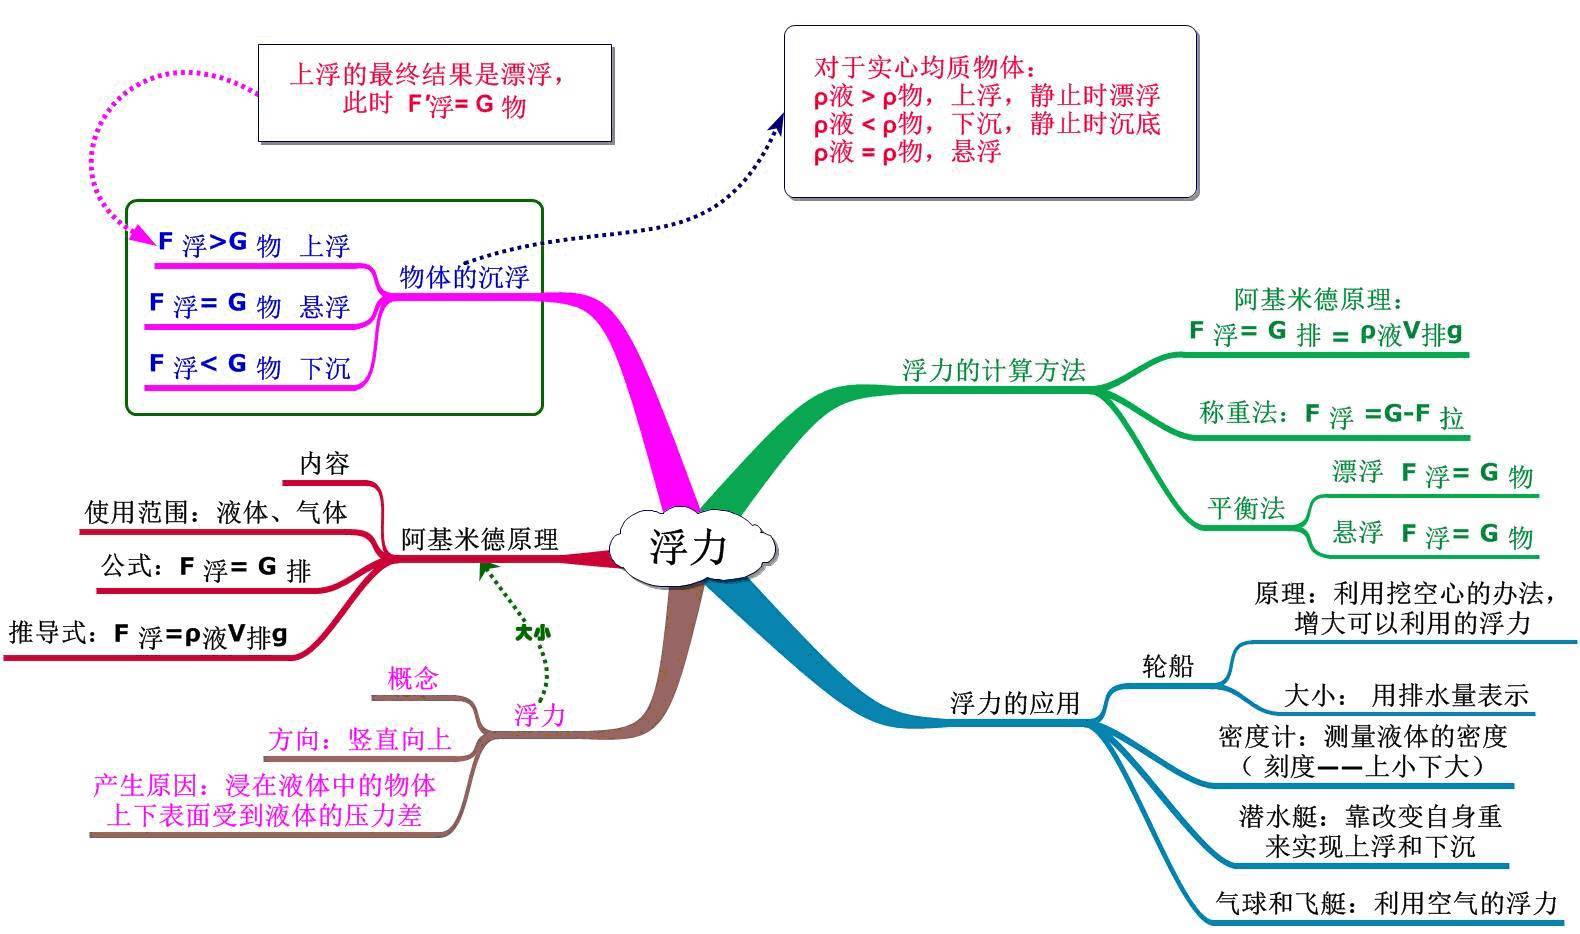 上浮的最终结果是漂浮，
此时 F′浮= G 物
对于实心均质物体：
ρ液 > ρ物，上浮，静止时漂浮
ρ液 < ρ物，下沉，静止时沉底
ρ液 = ρ物，悬浮
F 浮>G 物 上浮
F 浮= G 物 悬浮
F 浮< G 物 下沉
物体的沉浮
内容
使用范围：液体、气体
公式：F 浮= G 排
推导式：F 浮=ρ液V排g
阿基米德原理
大小
概念
方向：竖直向上
产生原因：浸在液体中的物体
上下表面受到液体的压力差
浮力
浮力
浮力的计算方法
阿基米德原理：
F 浮= G 排 = ρ液V排g
称重法：F 浮 =G-F 拉
平衡法
漂浮 F 浮= G 物
悬浮 F 浮= G 物
浮力的应用
轮船
原理：利用挖空心的办法，
增大可以利用的浮力
大小： 用排水量表示
密度计：测量液体的密度
（ 刻度——上小下大）
潜水艇：靠改变自身重
来实现上浮和下沉
气球和飞艇：利用空气的浮力